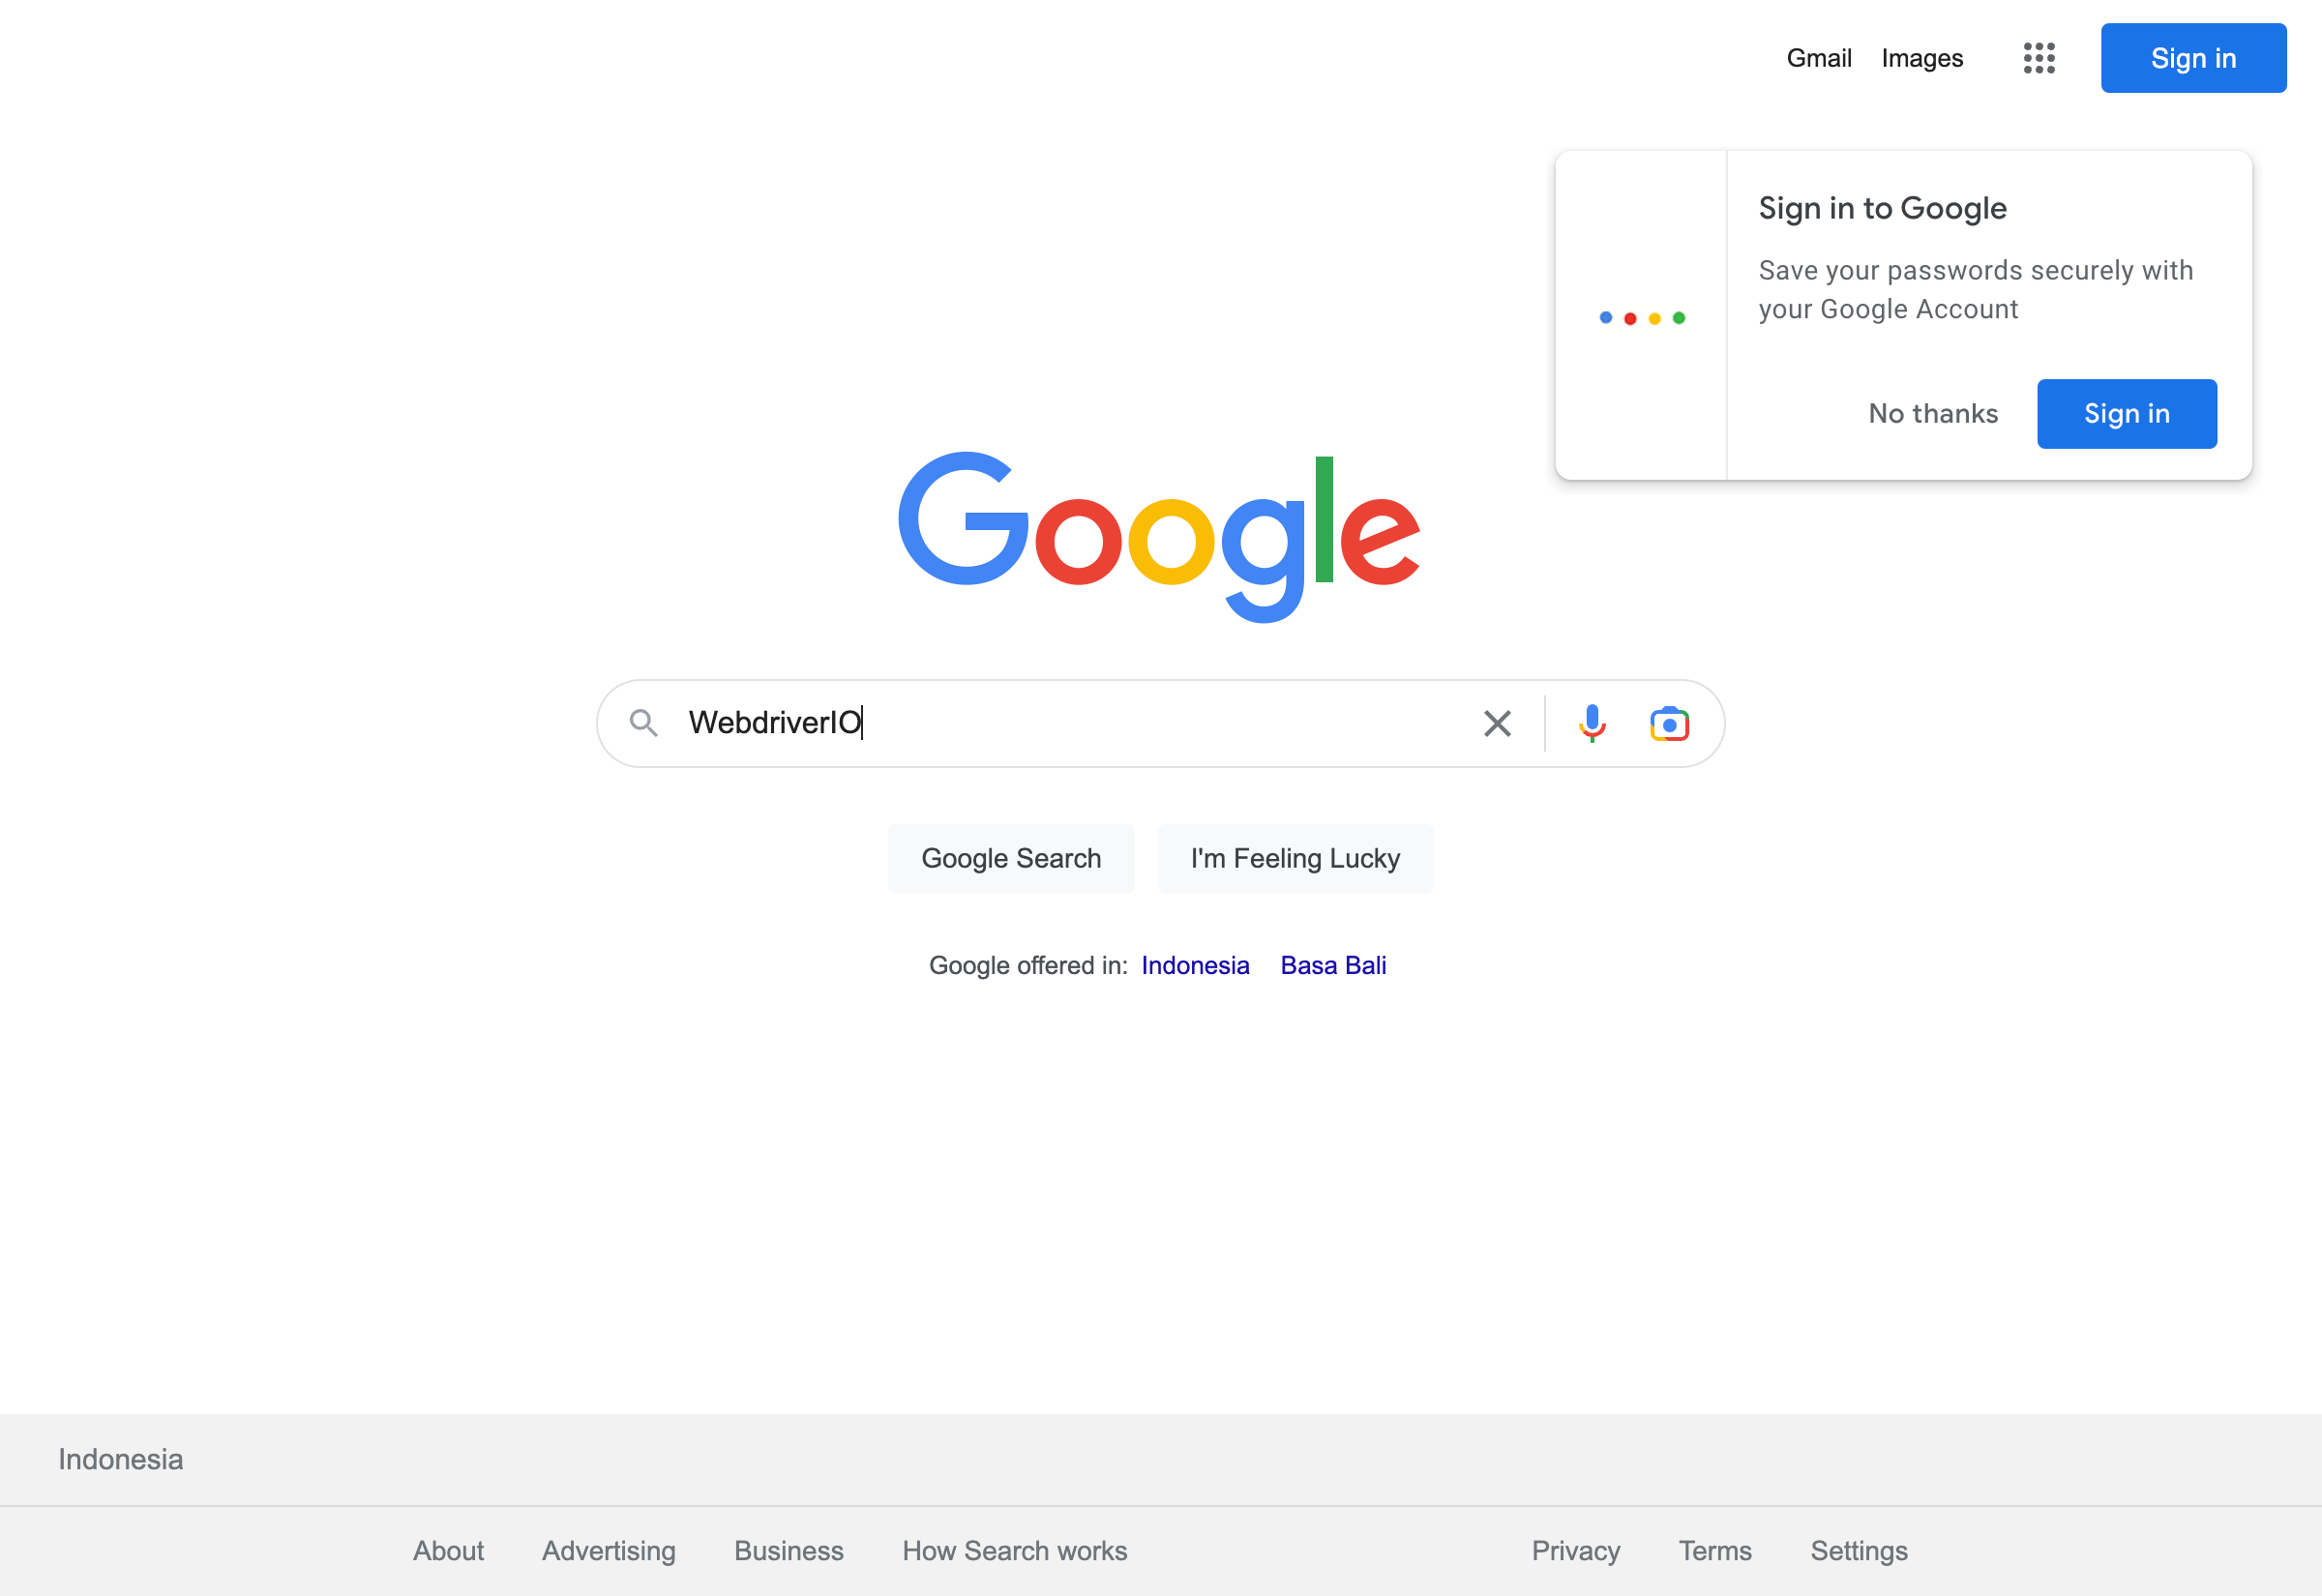 Gmail Images Sign in
Sign in to Google
Save your passwords securely with
your Google Account
No thanks Sign in
Google
WebdriverIO
Google Search I'm Feeling Lucky
Google offered in: Indonesia Basa Bali
Indonesia
About Advertising Business How Search works Privacy Terms Settings